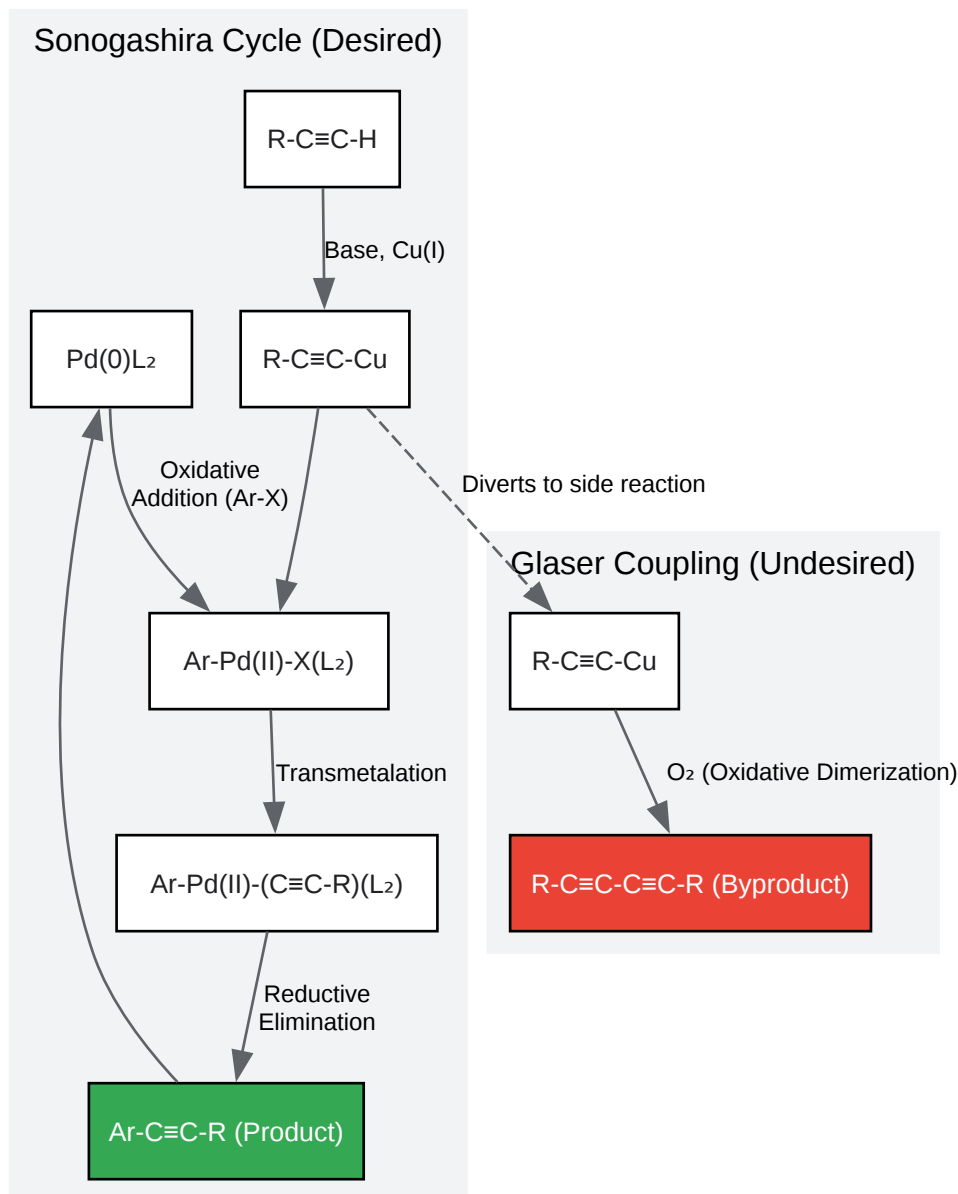 Sonogashira Cycle (Desired)
R-C≡C-H
Base, Cu(I)
Pd(0)L₂
R-C≡C-Cu
Oxidative
Addition (Ar-X)
Diverts to side reaction
Glaser Coupling (Undesired)
Ar-Pd(II)-X(L₂)
R-C≡C-Cu
Transmetalation
O₂ (Oxidative Dimerization)
Ar-Pd(II)-(C≡C-R)(L₂)
R-C≡C-C≡C-R (Byproduct)
Reductive
Elimination
Ar-C≡C-R (Product)